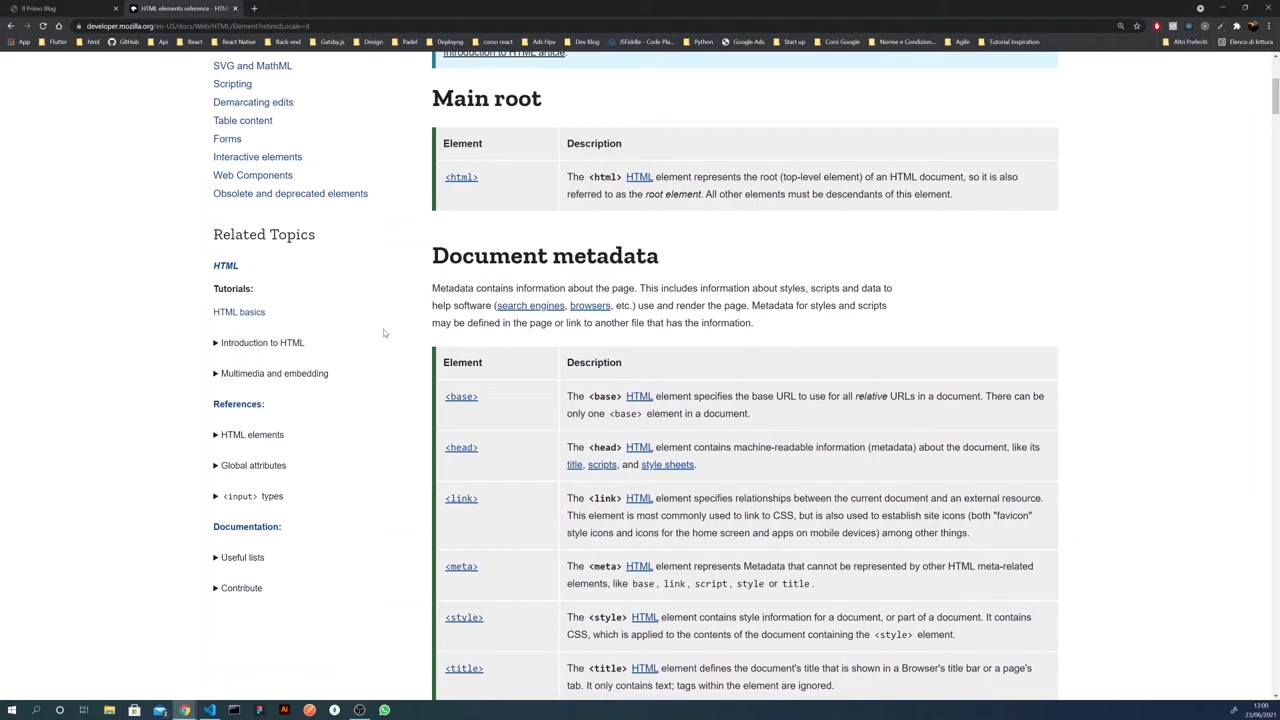 Il Primo Blog
HTML elements reference - HTML
developer.mozilla.org/en-US/docs/Web/HTML/Element?retiredLocale=it
App
Flutter
html
GitHub
Api
React
React Native
Back-end
Gatsby.js
Design
Padel
Deployng
corso react
Ads Hpv
Dev Blog
JSFiddle - Code Pla...
Python
Google Ads
Start up
Corsi Google
Norme e Condizion...
Agile
Tutorial Inspiration
Altri Preferiti
Elenco di lettura
SVG and MathML
Scripting
Demarcating edits
Table content
Forms
Interactive elements
Web Components
Obsolete and deprecated elements
Related Topics
HTML
Tutorials:
HTML basics
Introduction to HTML
Multimedia and embedding
References:
HTML elements
Global attributes
<input> types
Documentation:
Useful lists
Contribute
Introduction to HTML article.
Main root
Element Description
<html> The <html> HTML element represents the root (top-level element) of an HTML document, so it is also
referred to as the root element. All other elements must be descendants of this element.
Document metadata
Metadata contains information about the page. This includes information about styles, scripts and data to
help software (search engines, browsers, etc.) use and render the page. Metadata for styles and scripts
may be defined in the page or link to another file that has the information.
Element Description
<base> The <base> HTML element specifies the base URL to use for all relative URLs in a document. There can be
only one <base> element in a document.
<head> The <head> HTML element contains machine-readable information (metadata) about the document, like its
title, scripts, and style sheets.
<link> The <link> HTML element specifies relationships between the current document and an external resource.
This element is most commonly used to link to CSS, but is also used to establish site icons (both "favicon"
style icons and icons for the home screen and apps on mobile devices) among other things.
<meta> The <meta> HTML element represents Metadata that cannot be represented by other HTML meta-related
elements, like base, link, script, style or title.
<style> The <style> HTML element contains style information for a document, or part of a document. It contains
CSS, which is applied to the contents of the document containing the <style> element.
<title> The <title> HTML element defines the document's title that is shown in a Browser's title bar or a page's
tab. It only contains text; tags within the element are ignored.
13:00
23/06/2021